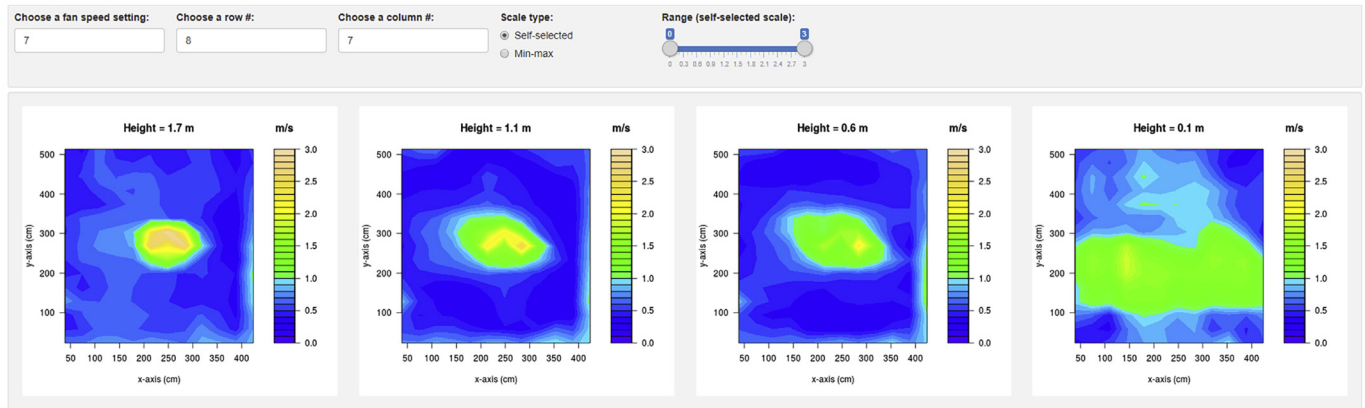 Choose a fan speed setting: Choose a row #: Choose a column #: Scale type: Range (self-selected scale):
7 8 7 Self-selected 0 3
Min-max
0 0.3 0.6 0.9 1.2 1.5 1.8 2.1 2.4 2.7 3
Height = 1.7 m m/s Height = 1.1 m m/s Height = 0.6 m m/s Height = 0.1 m m/s
500 3.0 500 3.0 500 3.0 500 3.0
2.5 2.5 2.5 2.5
400 400 400 400
2.0 2.0 2.0 2.0
300 300 300 300
y-axis (cm) 1.5 y-axis (cm) 1.5 y-axis (cm) 1.5 y-axis (cm) 1.5
200 200 200 200
1.0 1.0 1.0 1.0
100 0.5 100 0.5 100 0.5 100 0.5
0.0 0.0 0.0 0.0
50 100 150 200 250 300 350 400 50 100 150 200 250 300 350 400 50 100 150 200 250 300 350 400 50 100 150 200 250 300 350 400
x-axis (cm) x-axis (cm) x-axis (cm) x-axis (cm)